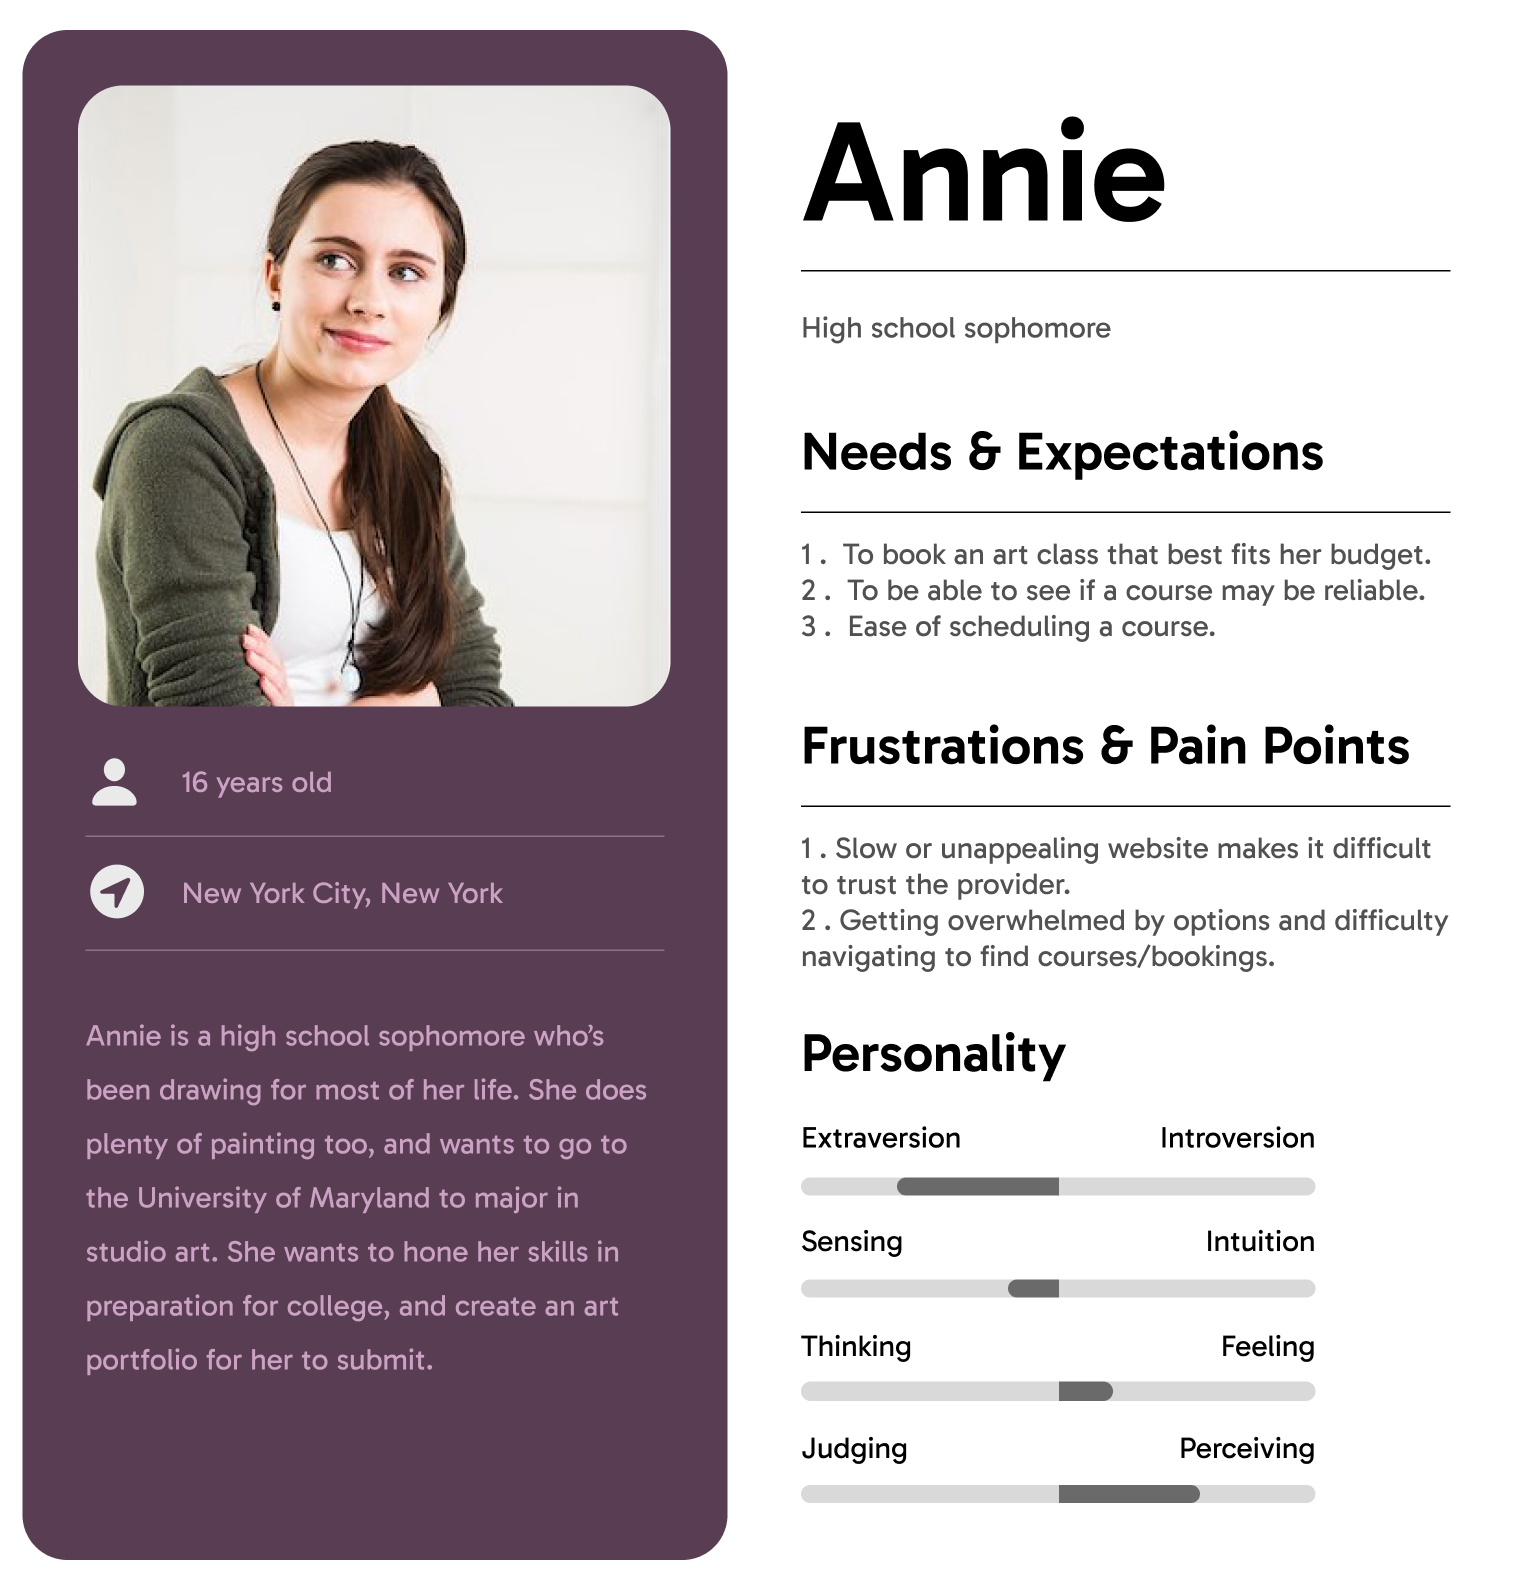 16 years old
New York City, New York
Annie is a high school sophomore who’s
been drawing for most of her life. She does
plenty of painting too, and wants to go to
the University of Maryland to major in
studio art. She wants to hone her skills in
preparation for college, and create an art
portfolio for her to submit.
Annie
High school sophomore
Needs & Expectations
1 . To book an art class that best fits her budget.
2 . To be able to see if a course may be reliable.
3 . Ease of scheduling a course.
Frustrations & Pain Points
1 . Slow or unappealing website makes it difficult
to trust the provider.
2 . Getting overwhelmed by options and difficulty
navigating to find courses/bookings.
Personality
Extraversion Introversion
Sensing Intuition
Thinking Feeling
Judging Perceiving